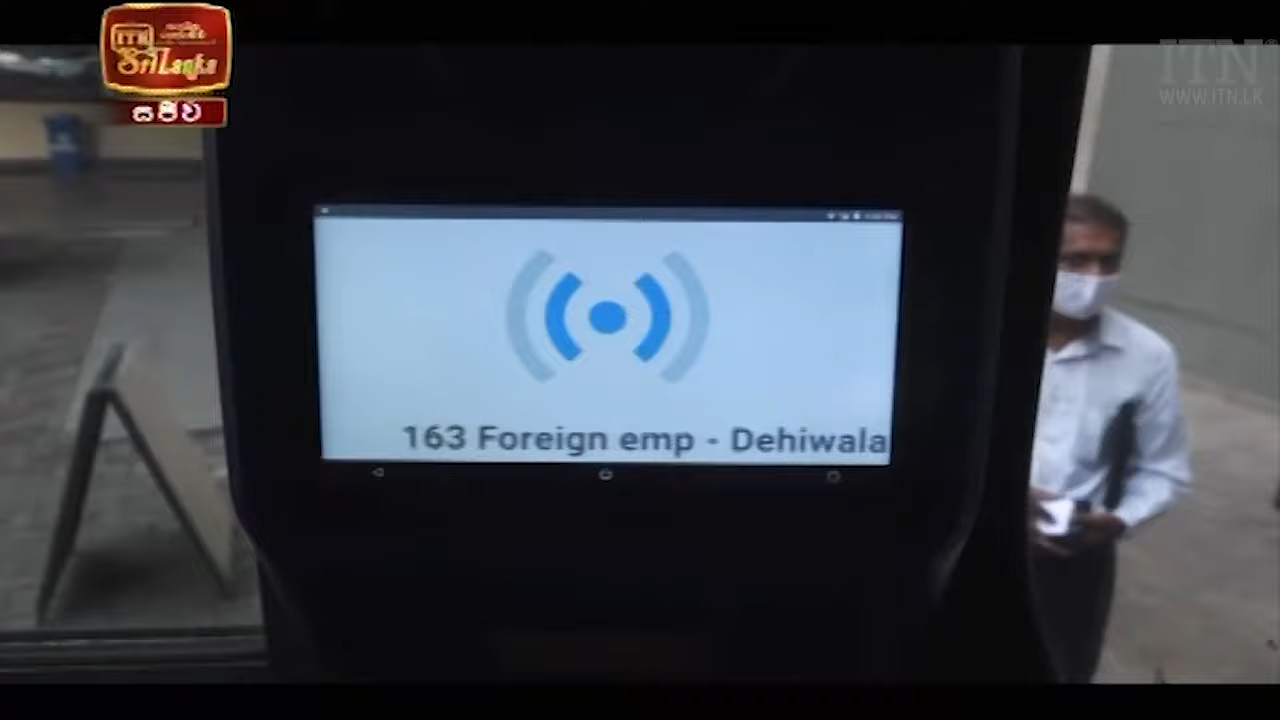 ITN
SriLanka
සජීව
ITN
WWW.ITN.LK
163 Foreign emp - Dehiwala